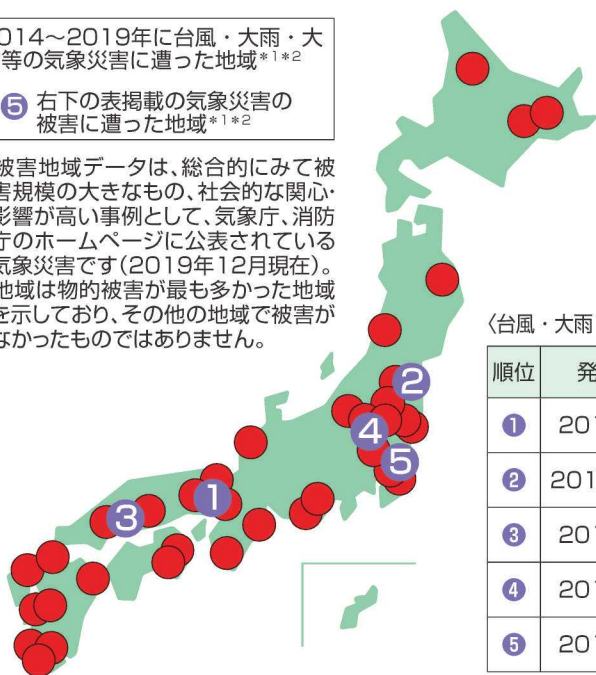 014～2019年に台風・大雨・大
等の気象災害に遭った地域*1*2
5 右下の表掲載の気象災害の
被害に遭った地域*1*2
被害地域データは、総合的にみて被
害規模の大きなもの、社会的な関心・
影響が高い事例として、気象庁、消防
庁のホームページに公表されている
気象災害です(2019年12月現在)。
地域は物的被害が最も多かった地域
を示しており、その他の地域で被害が
なかったものではありません。
2
4
5
1
3
〈台風・大雨
順位 発
❶ 201
❷ 201
❸ 201
❹ 201
❺ 201